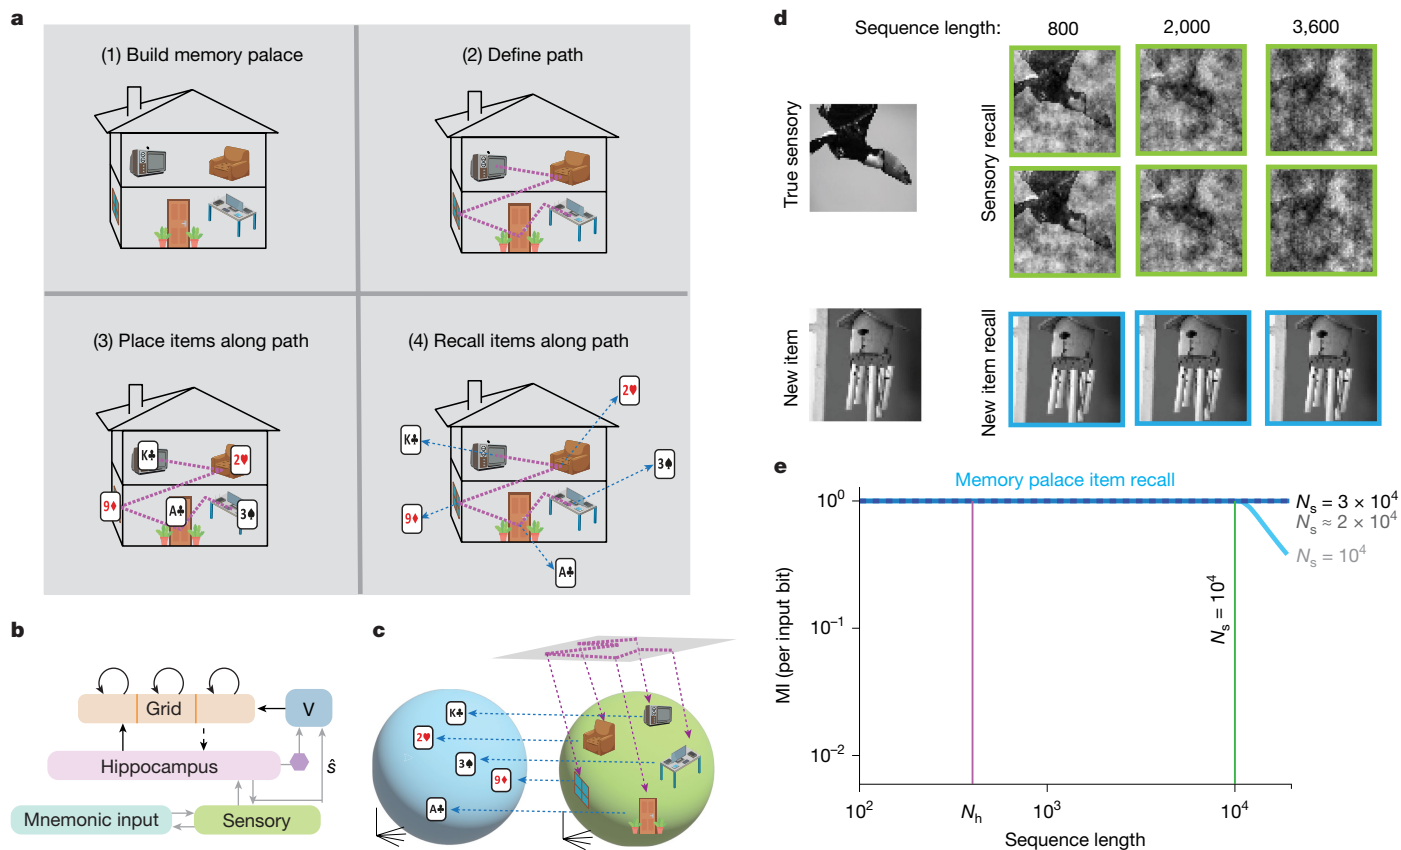 a
(1) Build memory palace
(2) Define path
(3) Place items along path
K♣
2♥
9♦
A♣
3♠
(4) Recall items along path
2♥
K♣
3♠
9♦
A♣
b
Grid
V
Hippocampus
ŝ
Mnemonic input
Sensory
c
K♣
2♥
3♠
9♦
A♣
d
Sequence length: 800 2,000 3,600
True sensory
Sensory recall
New item
New item recall
e
Memory palace item recall
MI (per input bit)
10⁰
10⁻¹
10⁻²
Nₛ = 3 × 10⁴
Nₛ ≈ 2 × 10⁴
Nₛ = 10⁴
Nₛ = 10⁴
10² Nₕ 10³ 10⁴
Sequence length